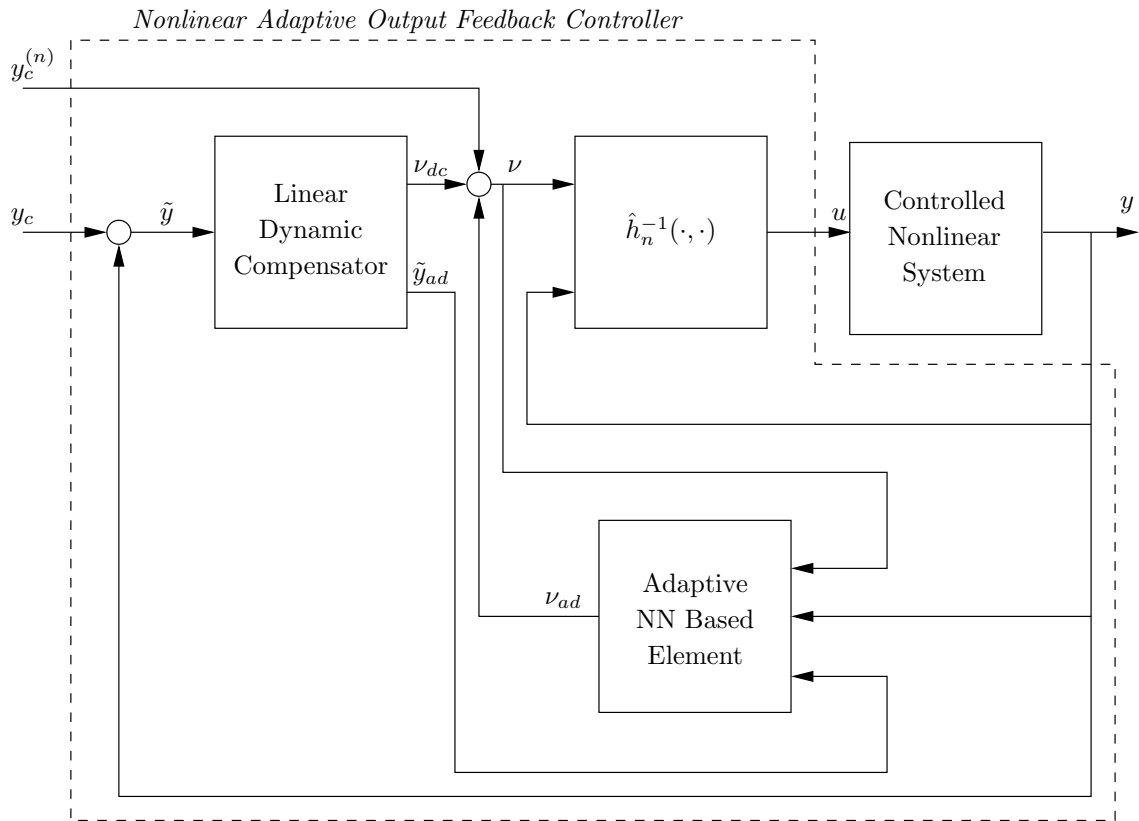 Nonlinear Adaptive Output Feedback Controller
y_c^{(n)}
ν_{dc}
ν
Linear
Dynamic
Compensator
ĥ_n^{-1}(·, ·)
u
Controlled
Nonlinear
System
y
y_c
ỹ
ỹ_{ad}
ν_{ad}
Adaptive
NN Based
Element